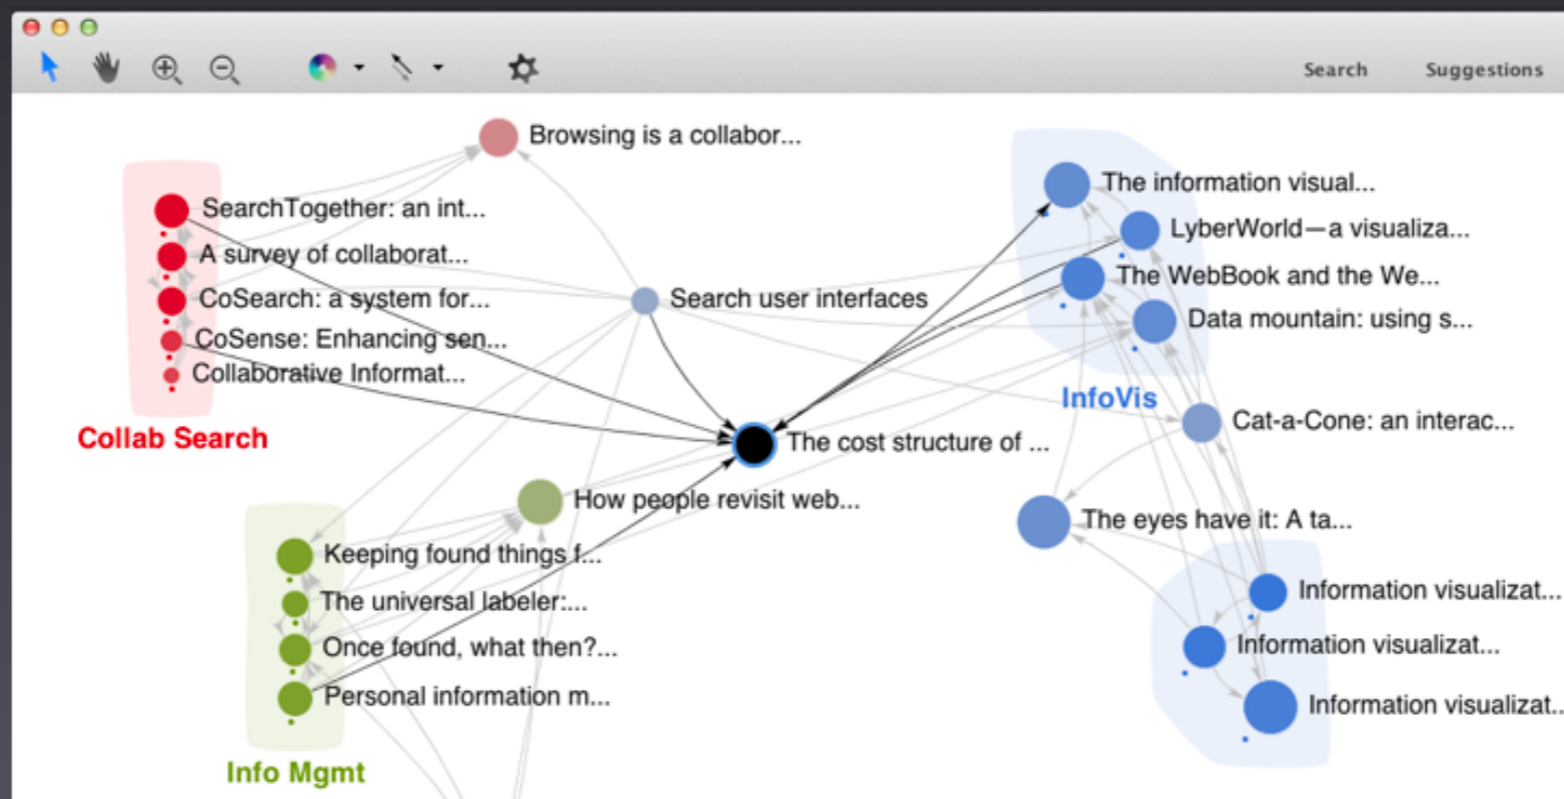 Search
Suggestions
Browsing is a collabor...
SearchTogether: an int...
A survey of collaborat...
CoSearch: a system for...
CoSense: Enhancing sen...
Collaborative Informat...
Collab Search
Search user interfaces
The information visual...
LyberWorld—a visualiza...
The WebBook and the We...
Data mountain: using s...
InfoVis
Cat-a-Cone: an interac...
The cost structure of ...
How people revisit web...
The eyes have it: A ta...
Keeping found things f...
The universal labeler:...
Once found, what then?...
Personal information m...
Info Mgmt
Information visualizat...
Information visualizat...
Information visualizat...